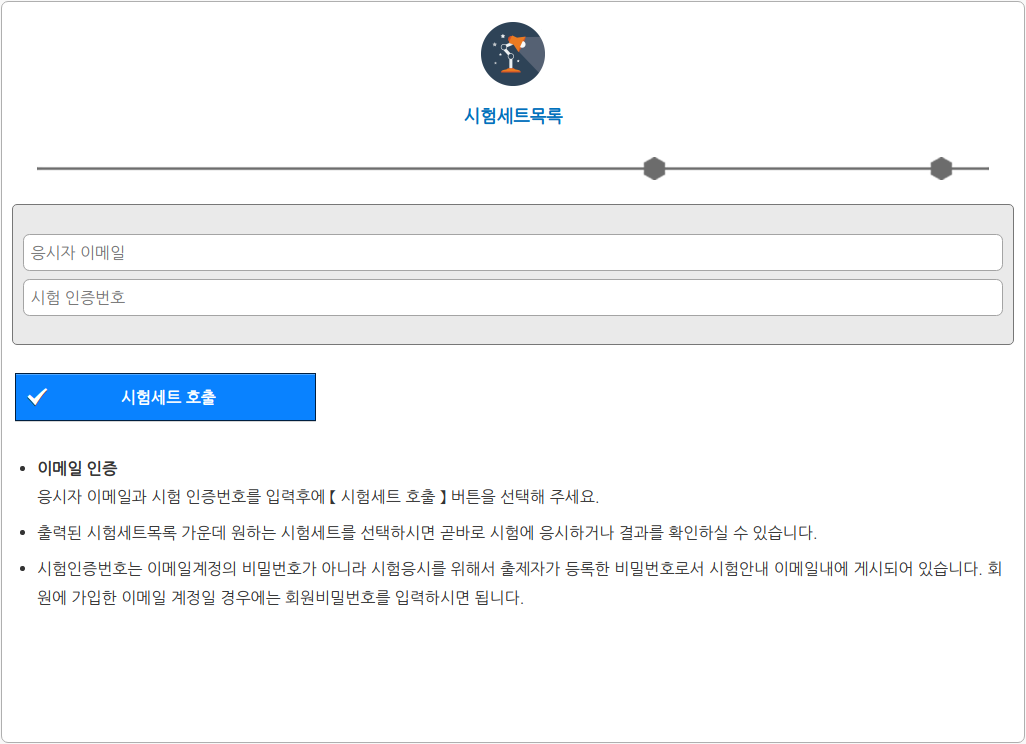 시험세트목록
응시자 이메일
시험 인증번호
시험세트 호출
이메일 인증
응시자 이메일과 시험 인증번호를 입력후에 【 시험세트 호출 】 버튼을 선택해 주세요.
출력된 시험세트목록 가운데 원하는 시험세트를 선택하시면 곧바로 시험에 응시하거나 결과를 확인하실 수 있습니다.
시험인증번호는 이메일계정의 비밀번호가 아니라 시험응시를 위해서 출제자가 등록한 비밀번호로서 시험안내 이메일내에 게시되어 있습니다. 회
원에 가입한 이메일 계정일 경우에는 회원비밀번호를 입력하시면 됩니다.